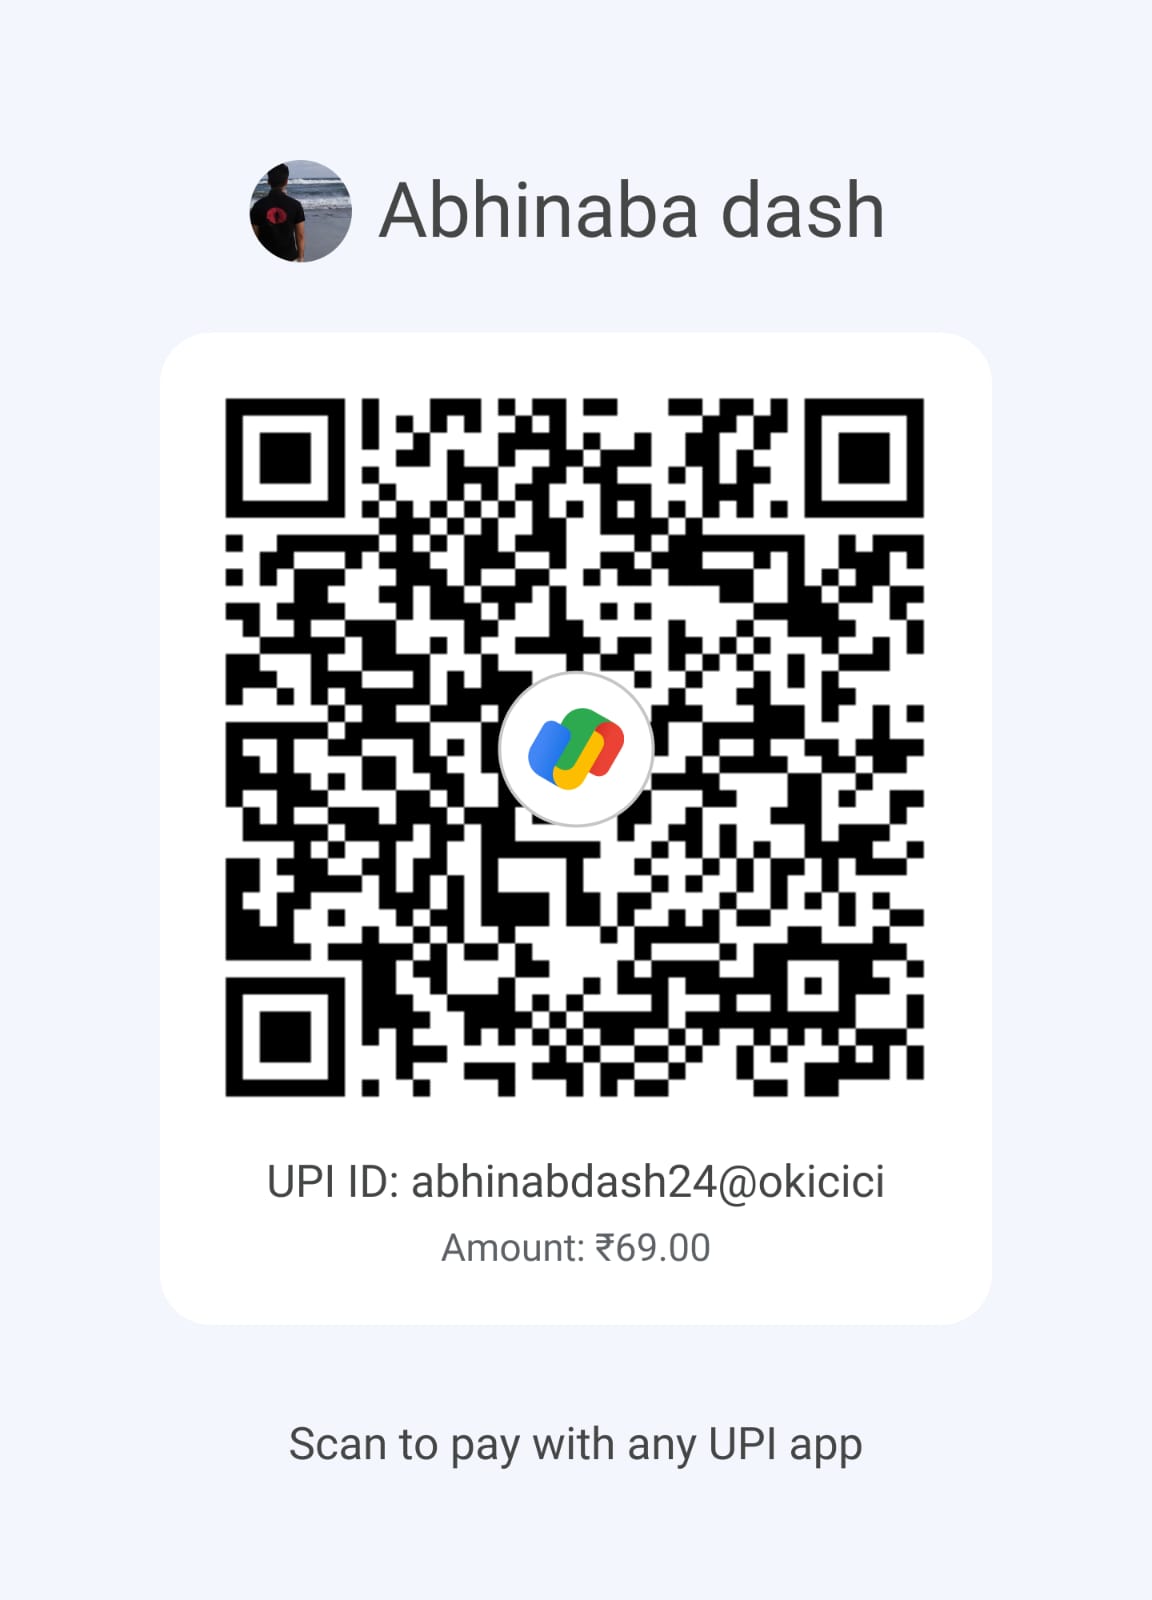 Abhinaba dash
UPI ID: abhinabdash24@okicici
Amount: ₹69.00
Scan to pay with any UPI app